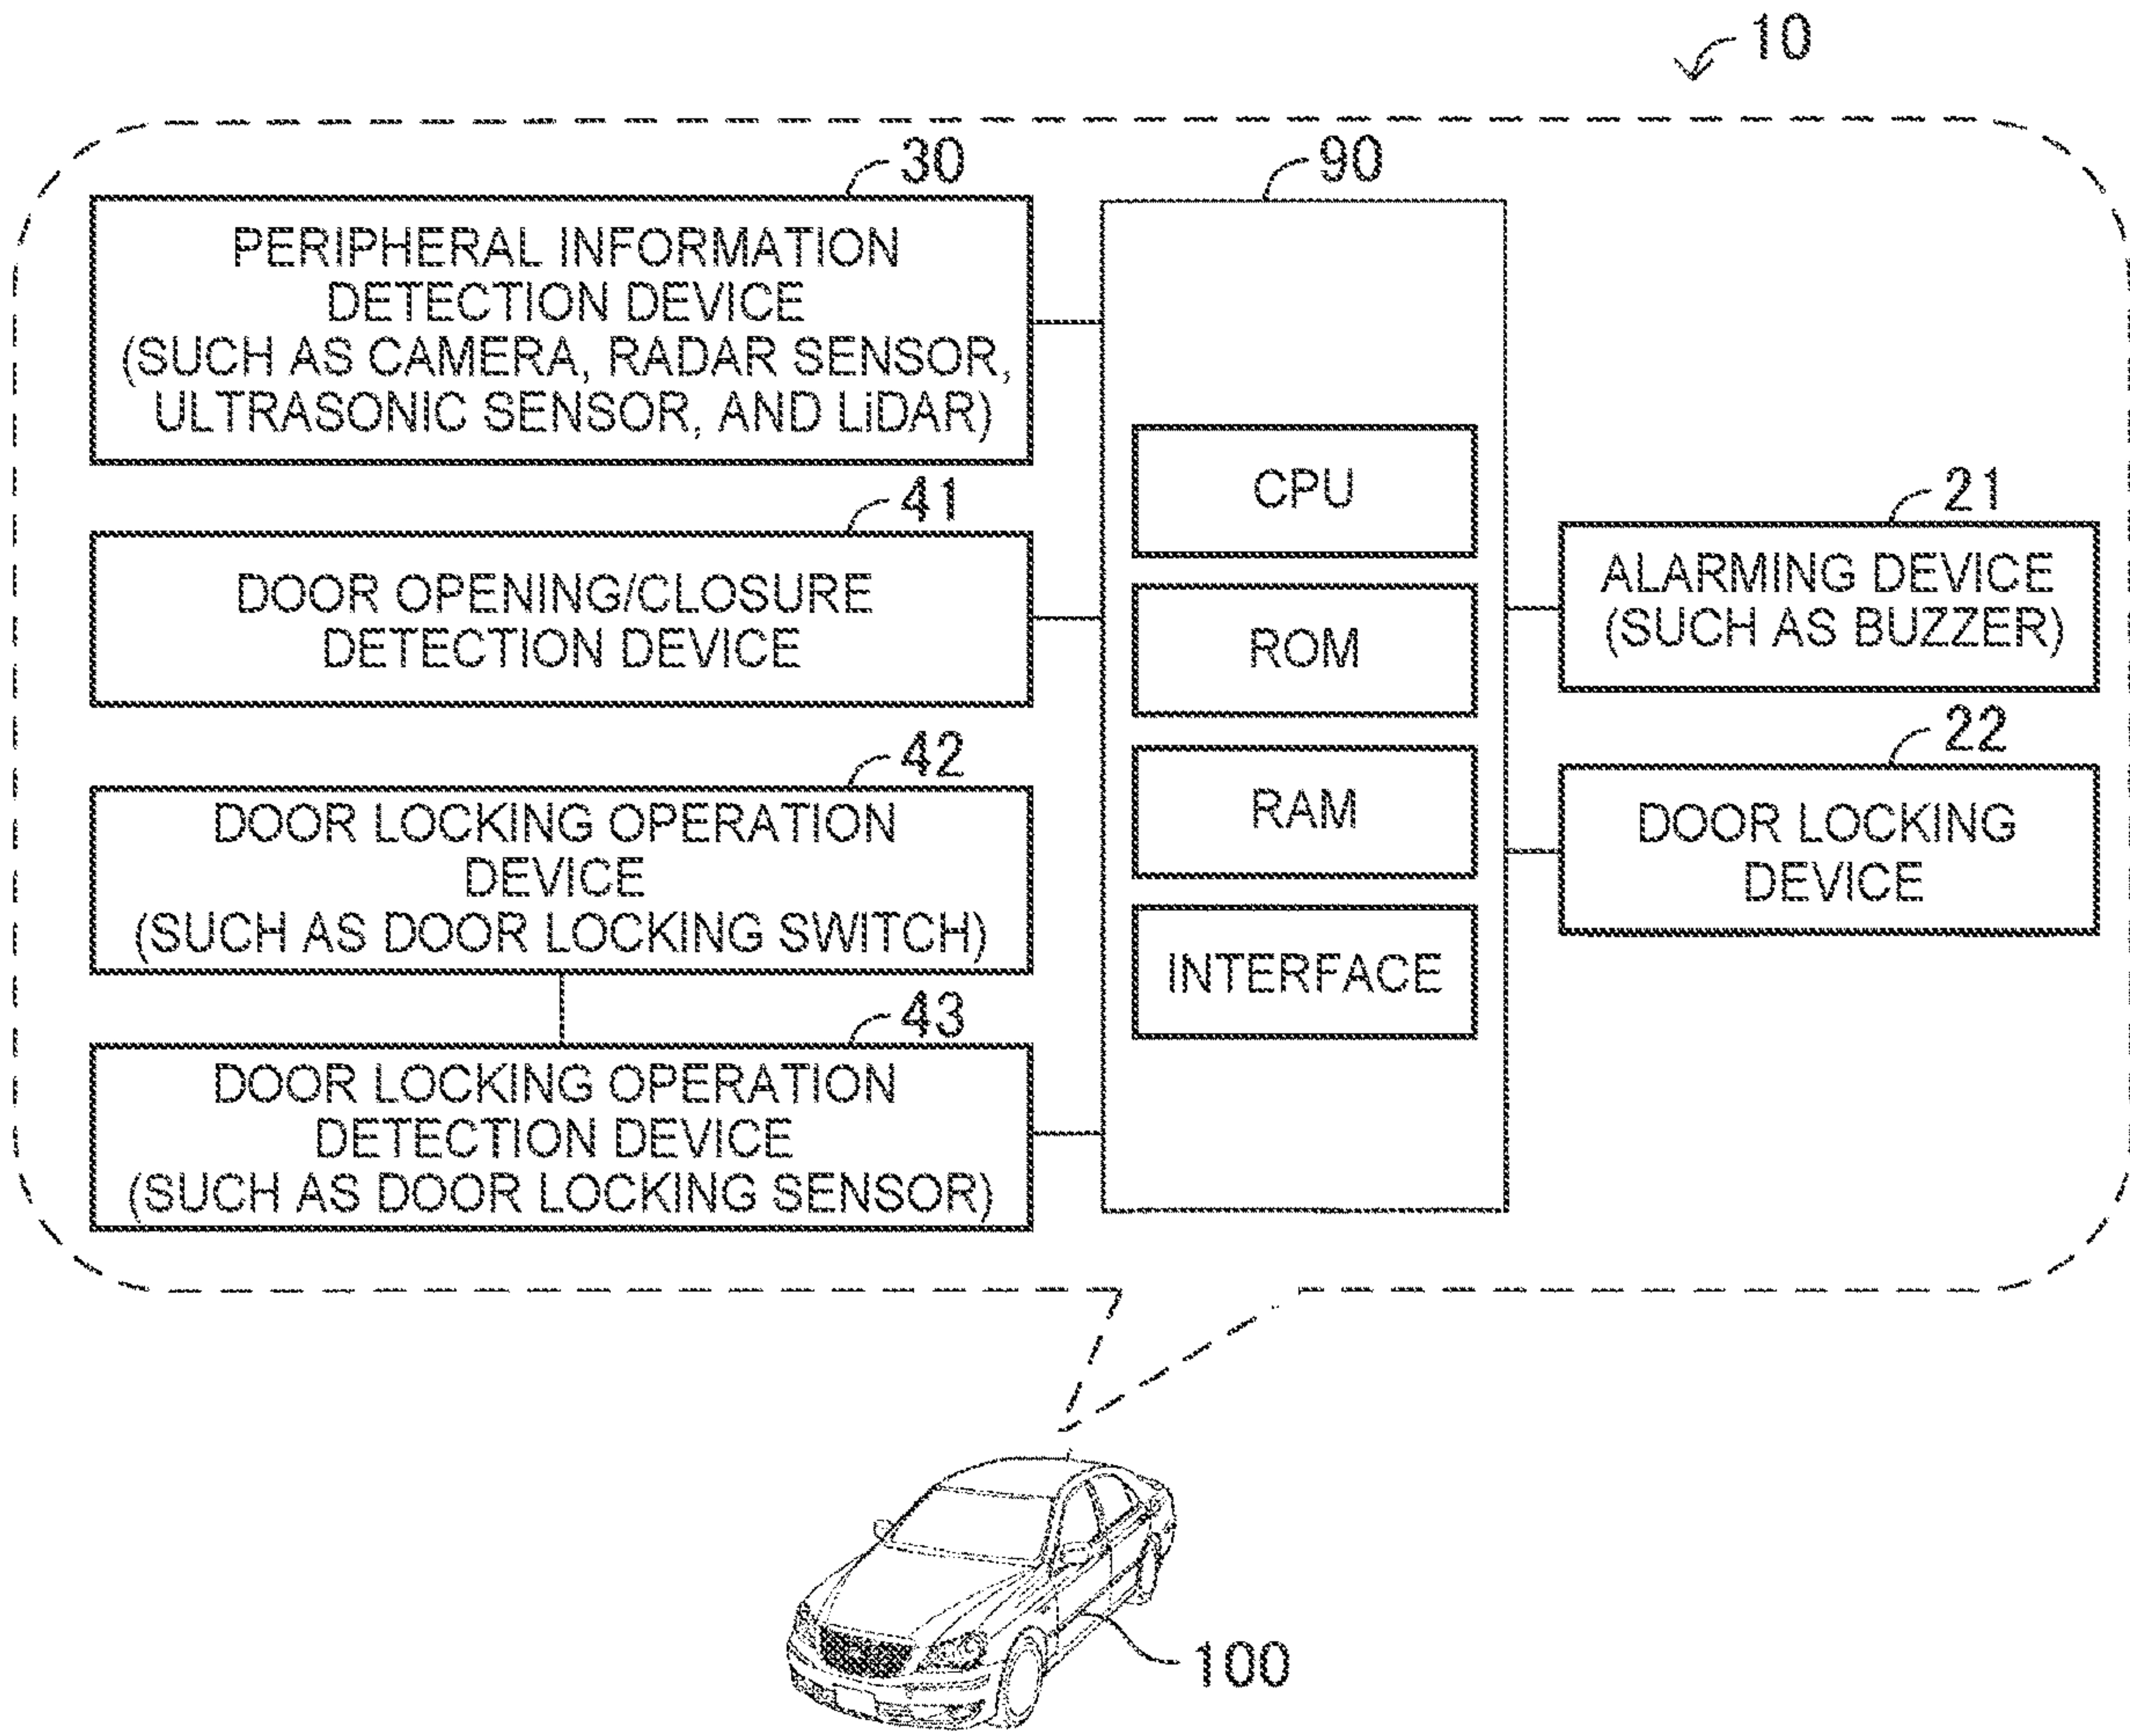 10
30
PERIPHERAL INFORMATION
DETECTION DEVICE
(SUCH AS CAMERA, RADAR SENSOR,
ULTRASONIC SENSOR, AND LiDAR)
41
DOOR OPENING/CLOSURE
DETECTION DEVICE
42
DOOR LOCKING OPERATION
DEVICE
(SUCH AS DOOR LOCKING SWITCH)
43
DOOR LOCKING OPERATION
DETECTION DEVICE
(SUCH AS DOOR LOCKING SENSOR)
90
CPU
ROM
RAM
INTERFACE
21
ALARMING DEVICE
(SUCH AS BUZZER)
22
DOOR LOCKING
DEVICE
100